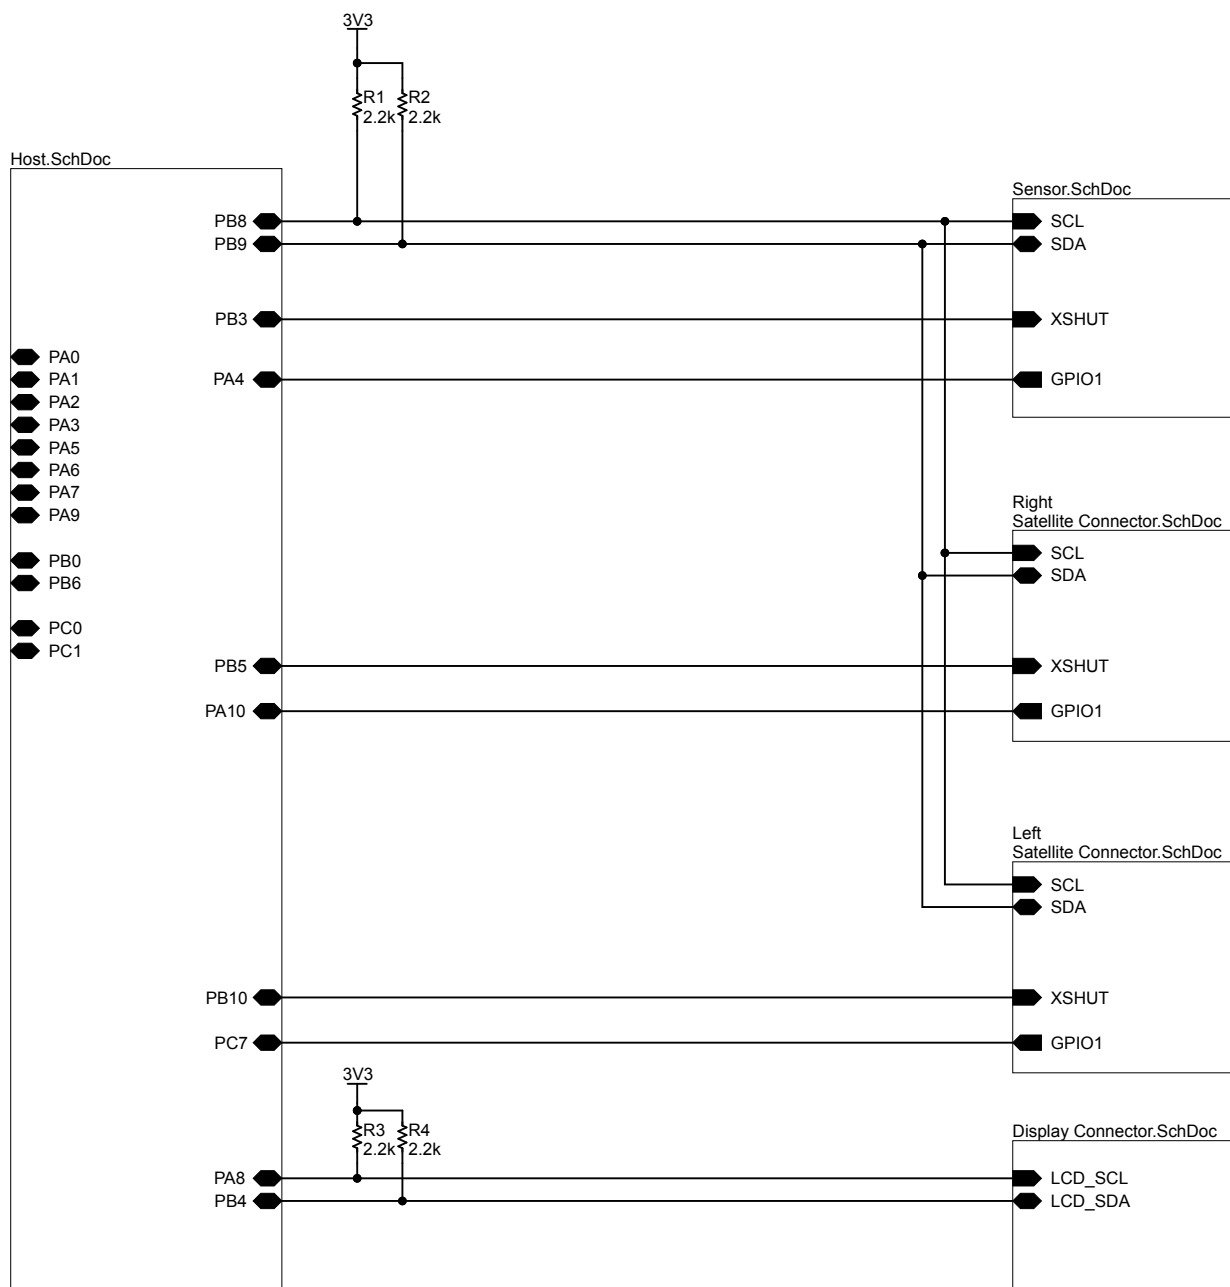 3V3
R1 R2
2.2k 2.2k
Host.SchDoc
Sensor.SchDoc
PB8 SCL
PB9 SDA
PB3 XSHUT
PA0
PA1 PA4 GPIO1
PA2
PA3
PA5
PA6
PA7
PA9
Right
Satellite Connector.SchDoc
PB0 SCL
PB6 SDA
PC0
PC1
PB5 XSHUT
PA10 GPIO1
Left
Satellite Connector.SchDoc
SCL
SDA
PB10 XSHUT
PC7 GPIO1
3V3
R3 R4
2.2k 2.2k
Display Connector.SchDoc
PA8 LCD_SCL
PB4 LCD_SDA